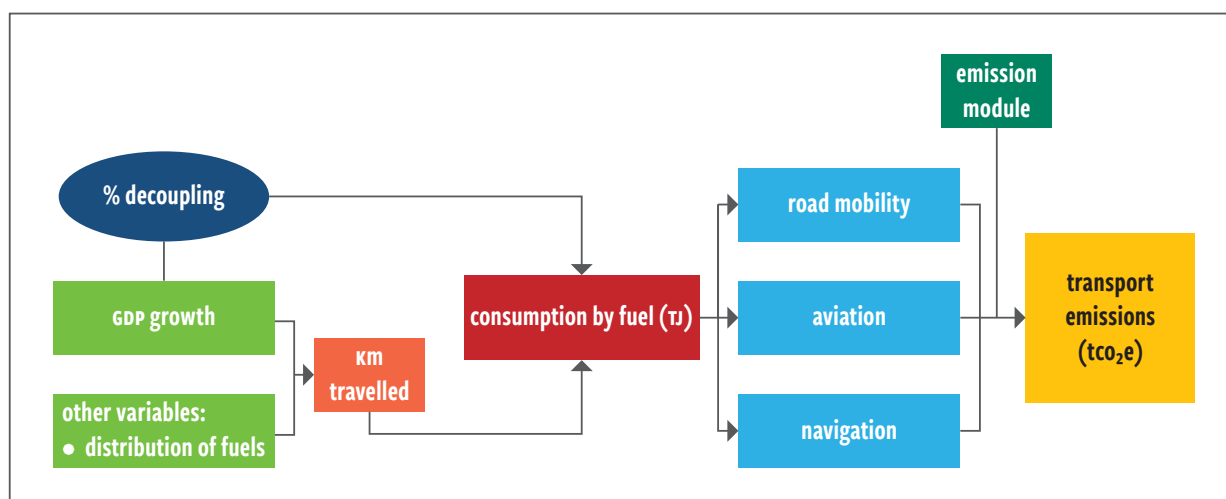 emission
module
% decoupling
road mobility
GDP growth
consumption by fuel (TJ)
aviation
transport
emissions
(tco₂e)
km
travelled
other variables:
● distribution of fuels
navigation